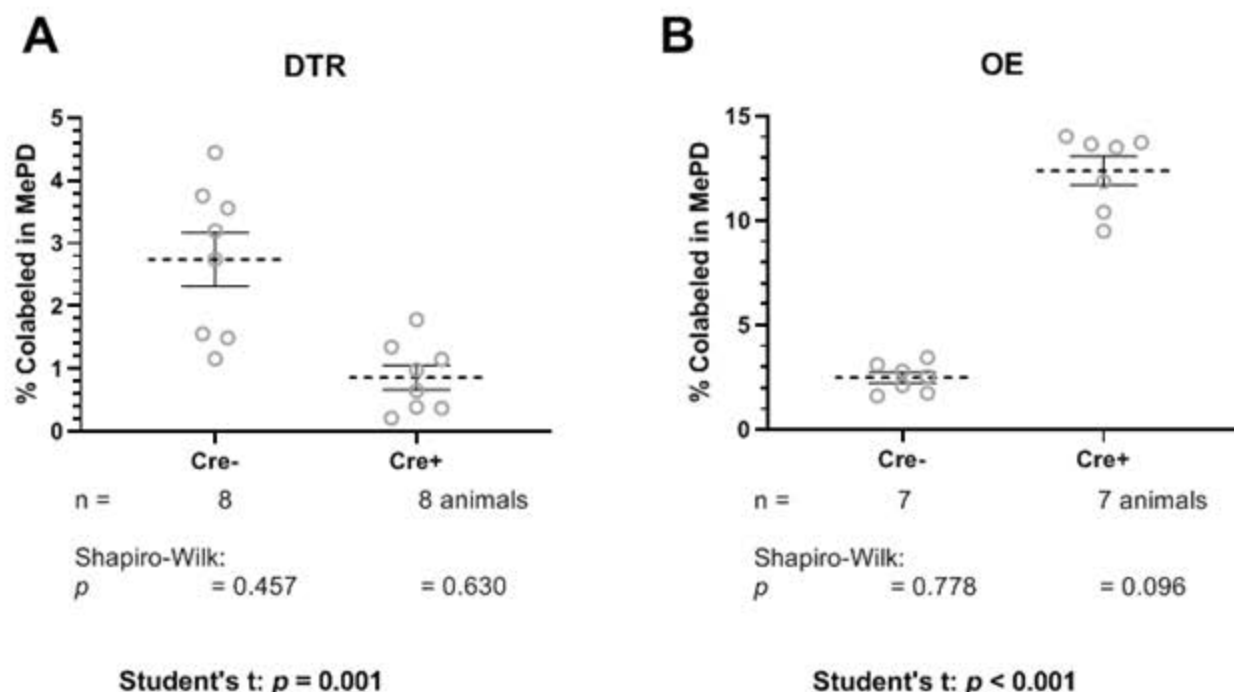 A
DTR
% Colabeled in MePD
5
4
3
2
1
0
Cre- Cre+
n = 8 8 animals
Shapiro-Wilk:
p = 0.457 = 0.630
Student's t: p = 0.001
B
OE
% Colabeled in MePD
15
10
5
0
Cre- Cre+
n = 7 7 animals
Shapiro-Wilk:
p = 0.778 = 0.096
Student's t: p < 0.001